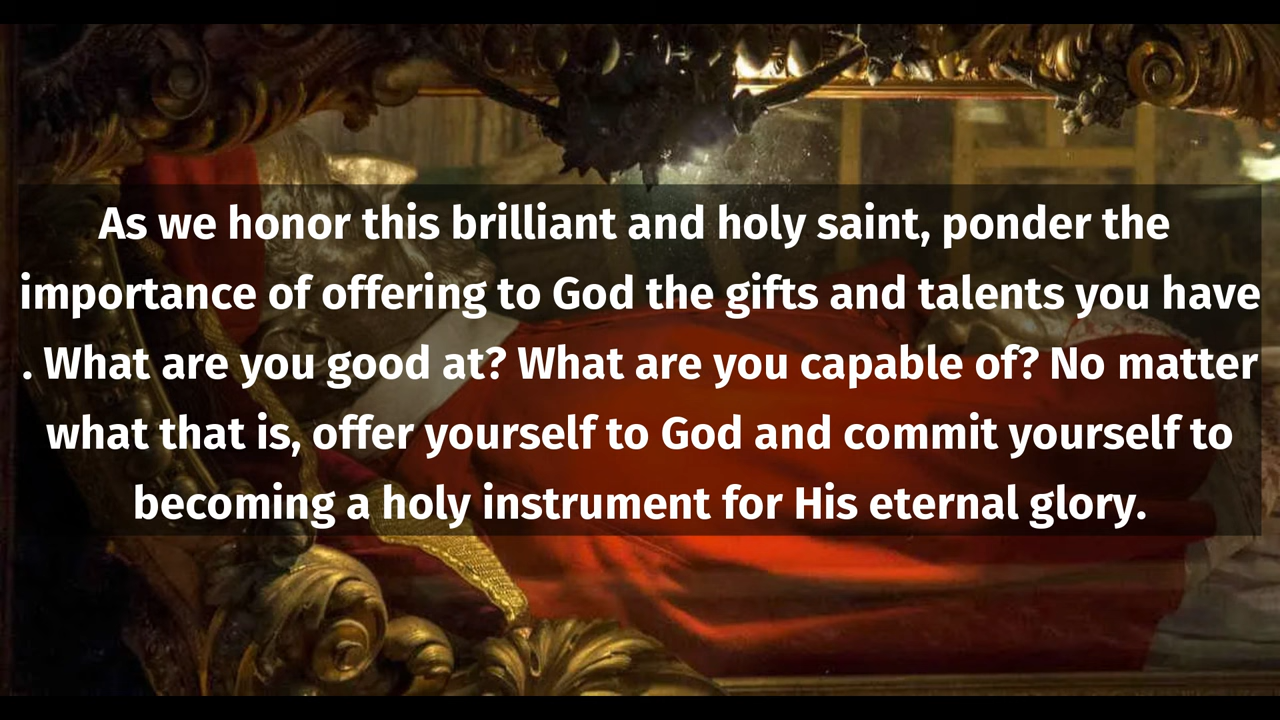 As we honor this brilliant and holy saint, ponder the
importance of offering to God the gifts and talents you have
. What are you good at? What are you capable of? No matter
what that is, offer yourself to God and commit yourself to
becoming a holy instrument for His eternal glory.